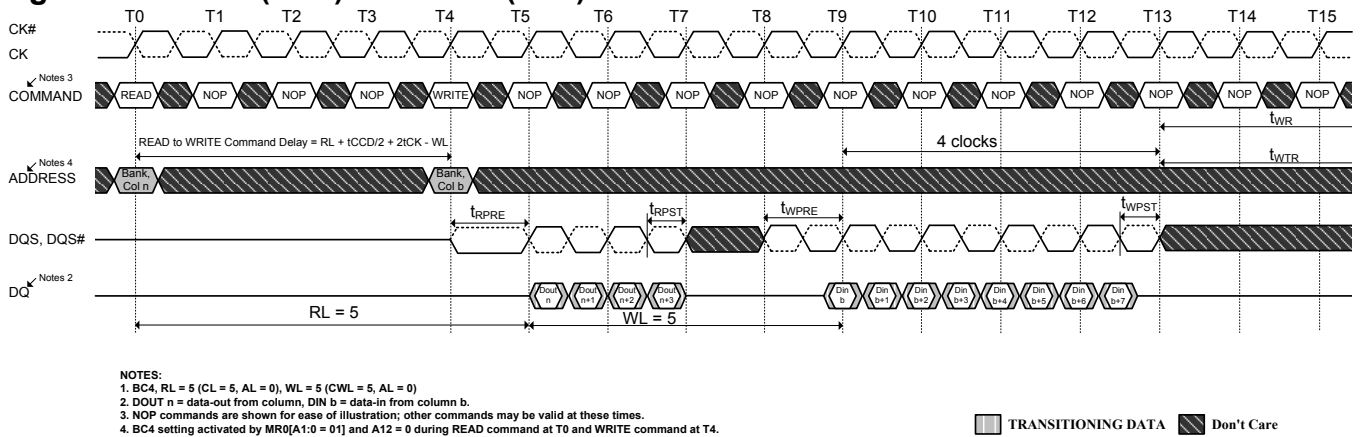 T0 T1 T2 T3 T4 T5 T6 T7 T8 T9 T10 T11 T12 T13 T14 T15
CK#
CK
Notes 3
COMMAND READ NOP NOP NOP WRITE NOP NOP NOP NOP NOP NOP NOP NOP NOP NOP NOP
READ to WRITE Command Delay = RL + tCCD/2 + 2tCK - WL
4 clocks
tWR
tWTR
Notes 4
ADDRESS
Bank, Col n
Bank, Col b
tRPRE tRPST tWPRE tWPST
DQS, DQS#
Notes 2
DQ
Dout n Dout n+1 Dout n+2 Dout n+3 Din b Din b+1 Din b+2 Din b+3 Din b+4 Din b+5 Din b+6 Din b+7
RL = 5 WL = 5
NOTES:
1. BC4, RL = 5 (CL = 5, AL = 0), WL = 5 (CWL = 5, AL = 0)
2. DOUT n = data-out from column, DIN b = data-in from column b.
3. NOP commands are shown for ease of illustration; other commands may be valid at these times.
4. BC4 setting activated by MR0[A1:0 = 01] and A12 = 0 during READ command at T0 and WRITE command at T4.
TRANSITIONING DATA Don't Care